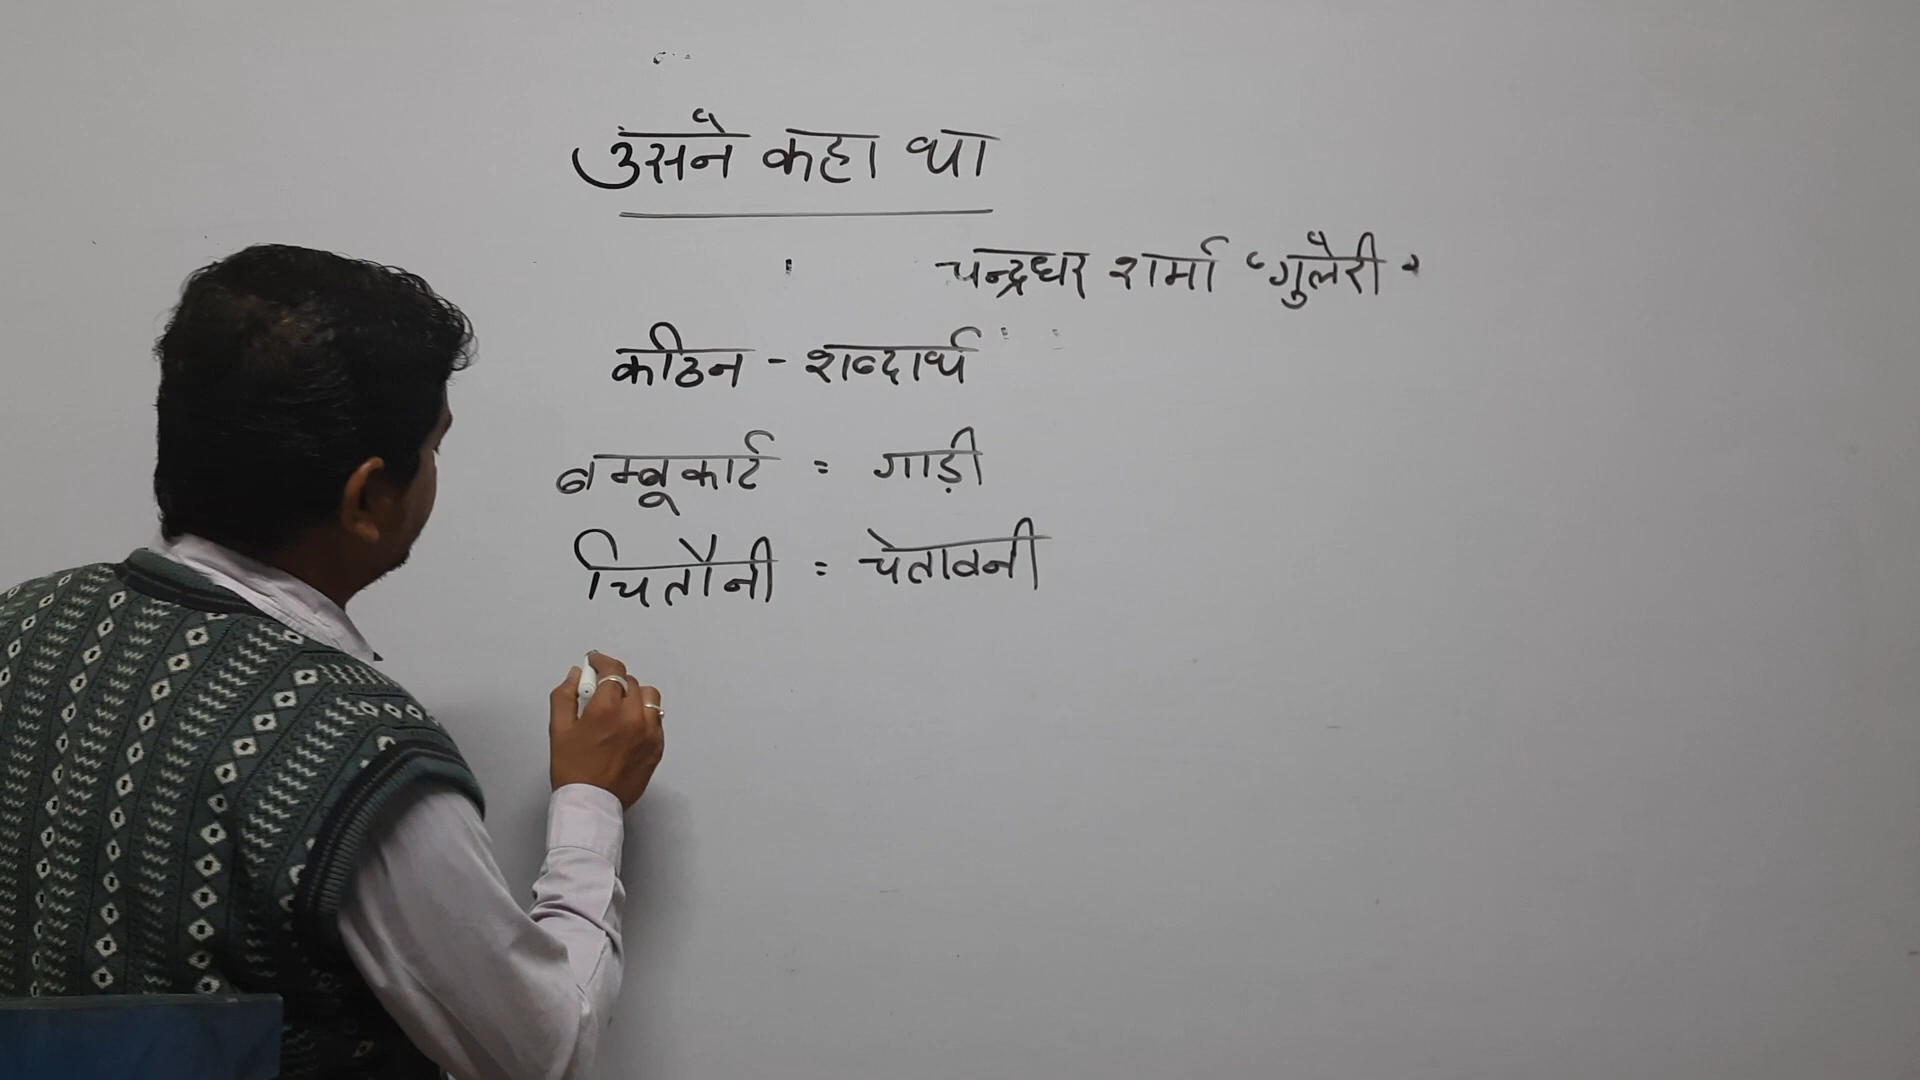 उसने कहा था
चन्द्रधर शर्मा 'गुलेरी'
कठिन - शब्दार्थ
बम्बूकार्ट = गाड़ी
चितौनी = चेतावनी